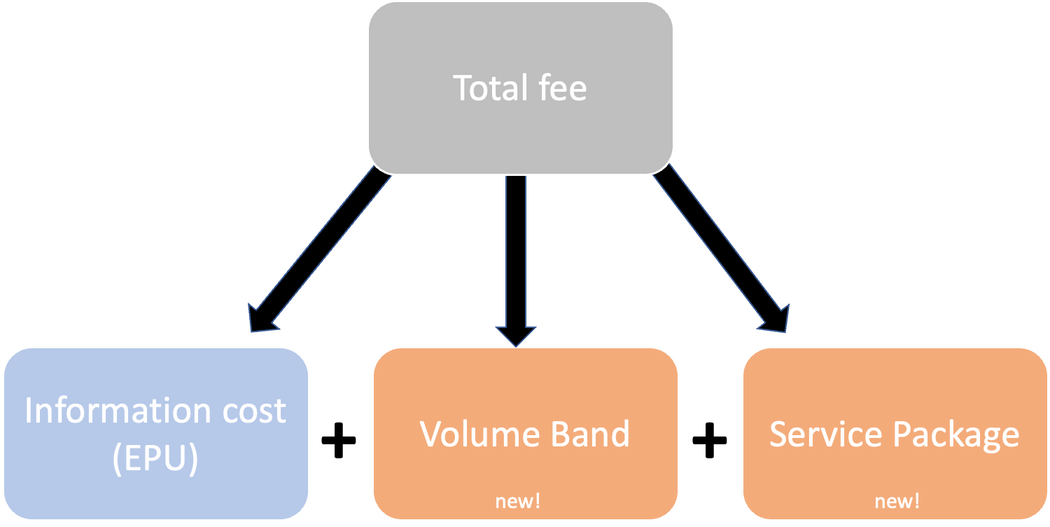 Total fee
Information cost
(EPU)
+
Volume Band
new!
+
Service Package
new!